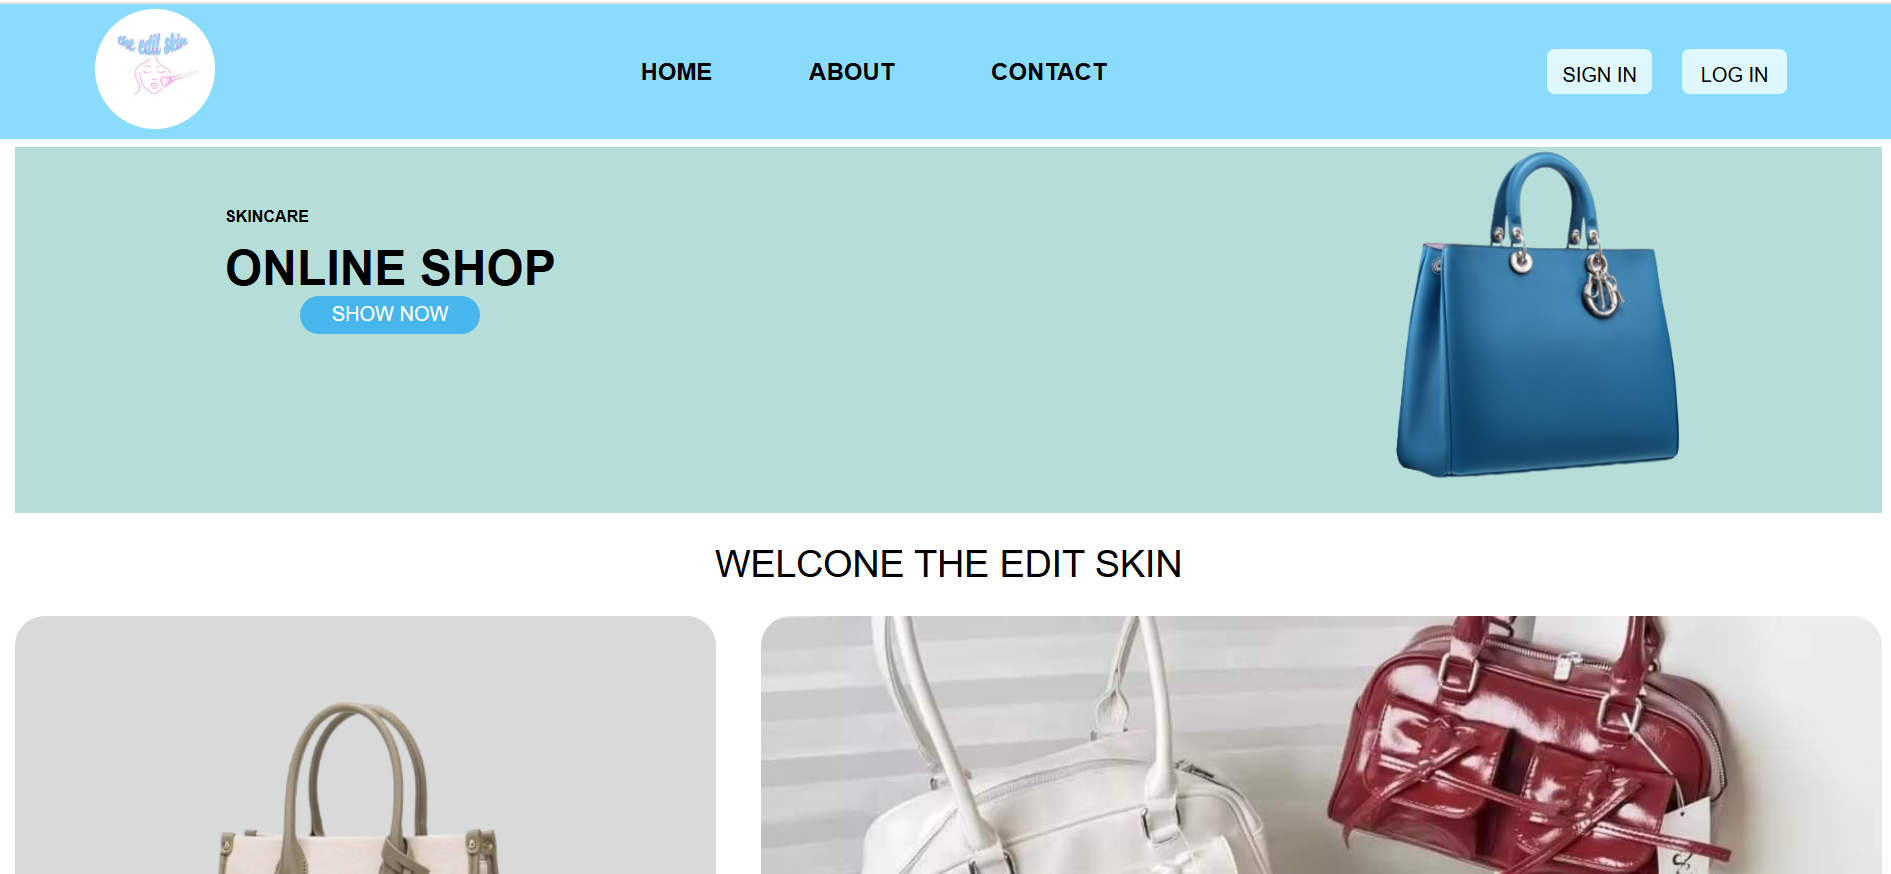 the edit skin
HOME ABOUT CONTACT
SIGN IN LOG IN
SKINCARE
ONLINE SHOP
SHOW NOW
WELCONE THE EDIT SKIN